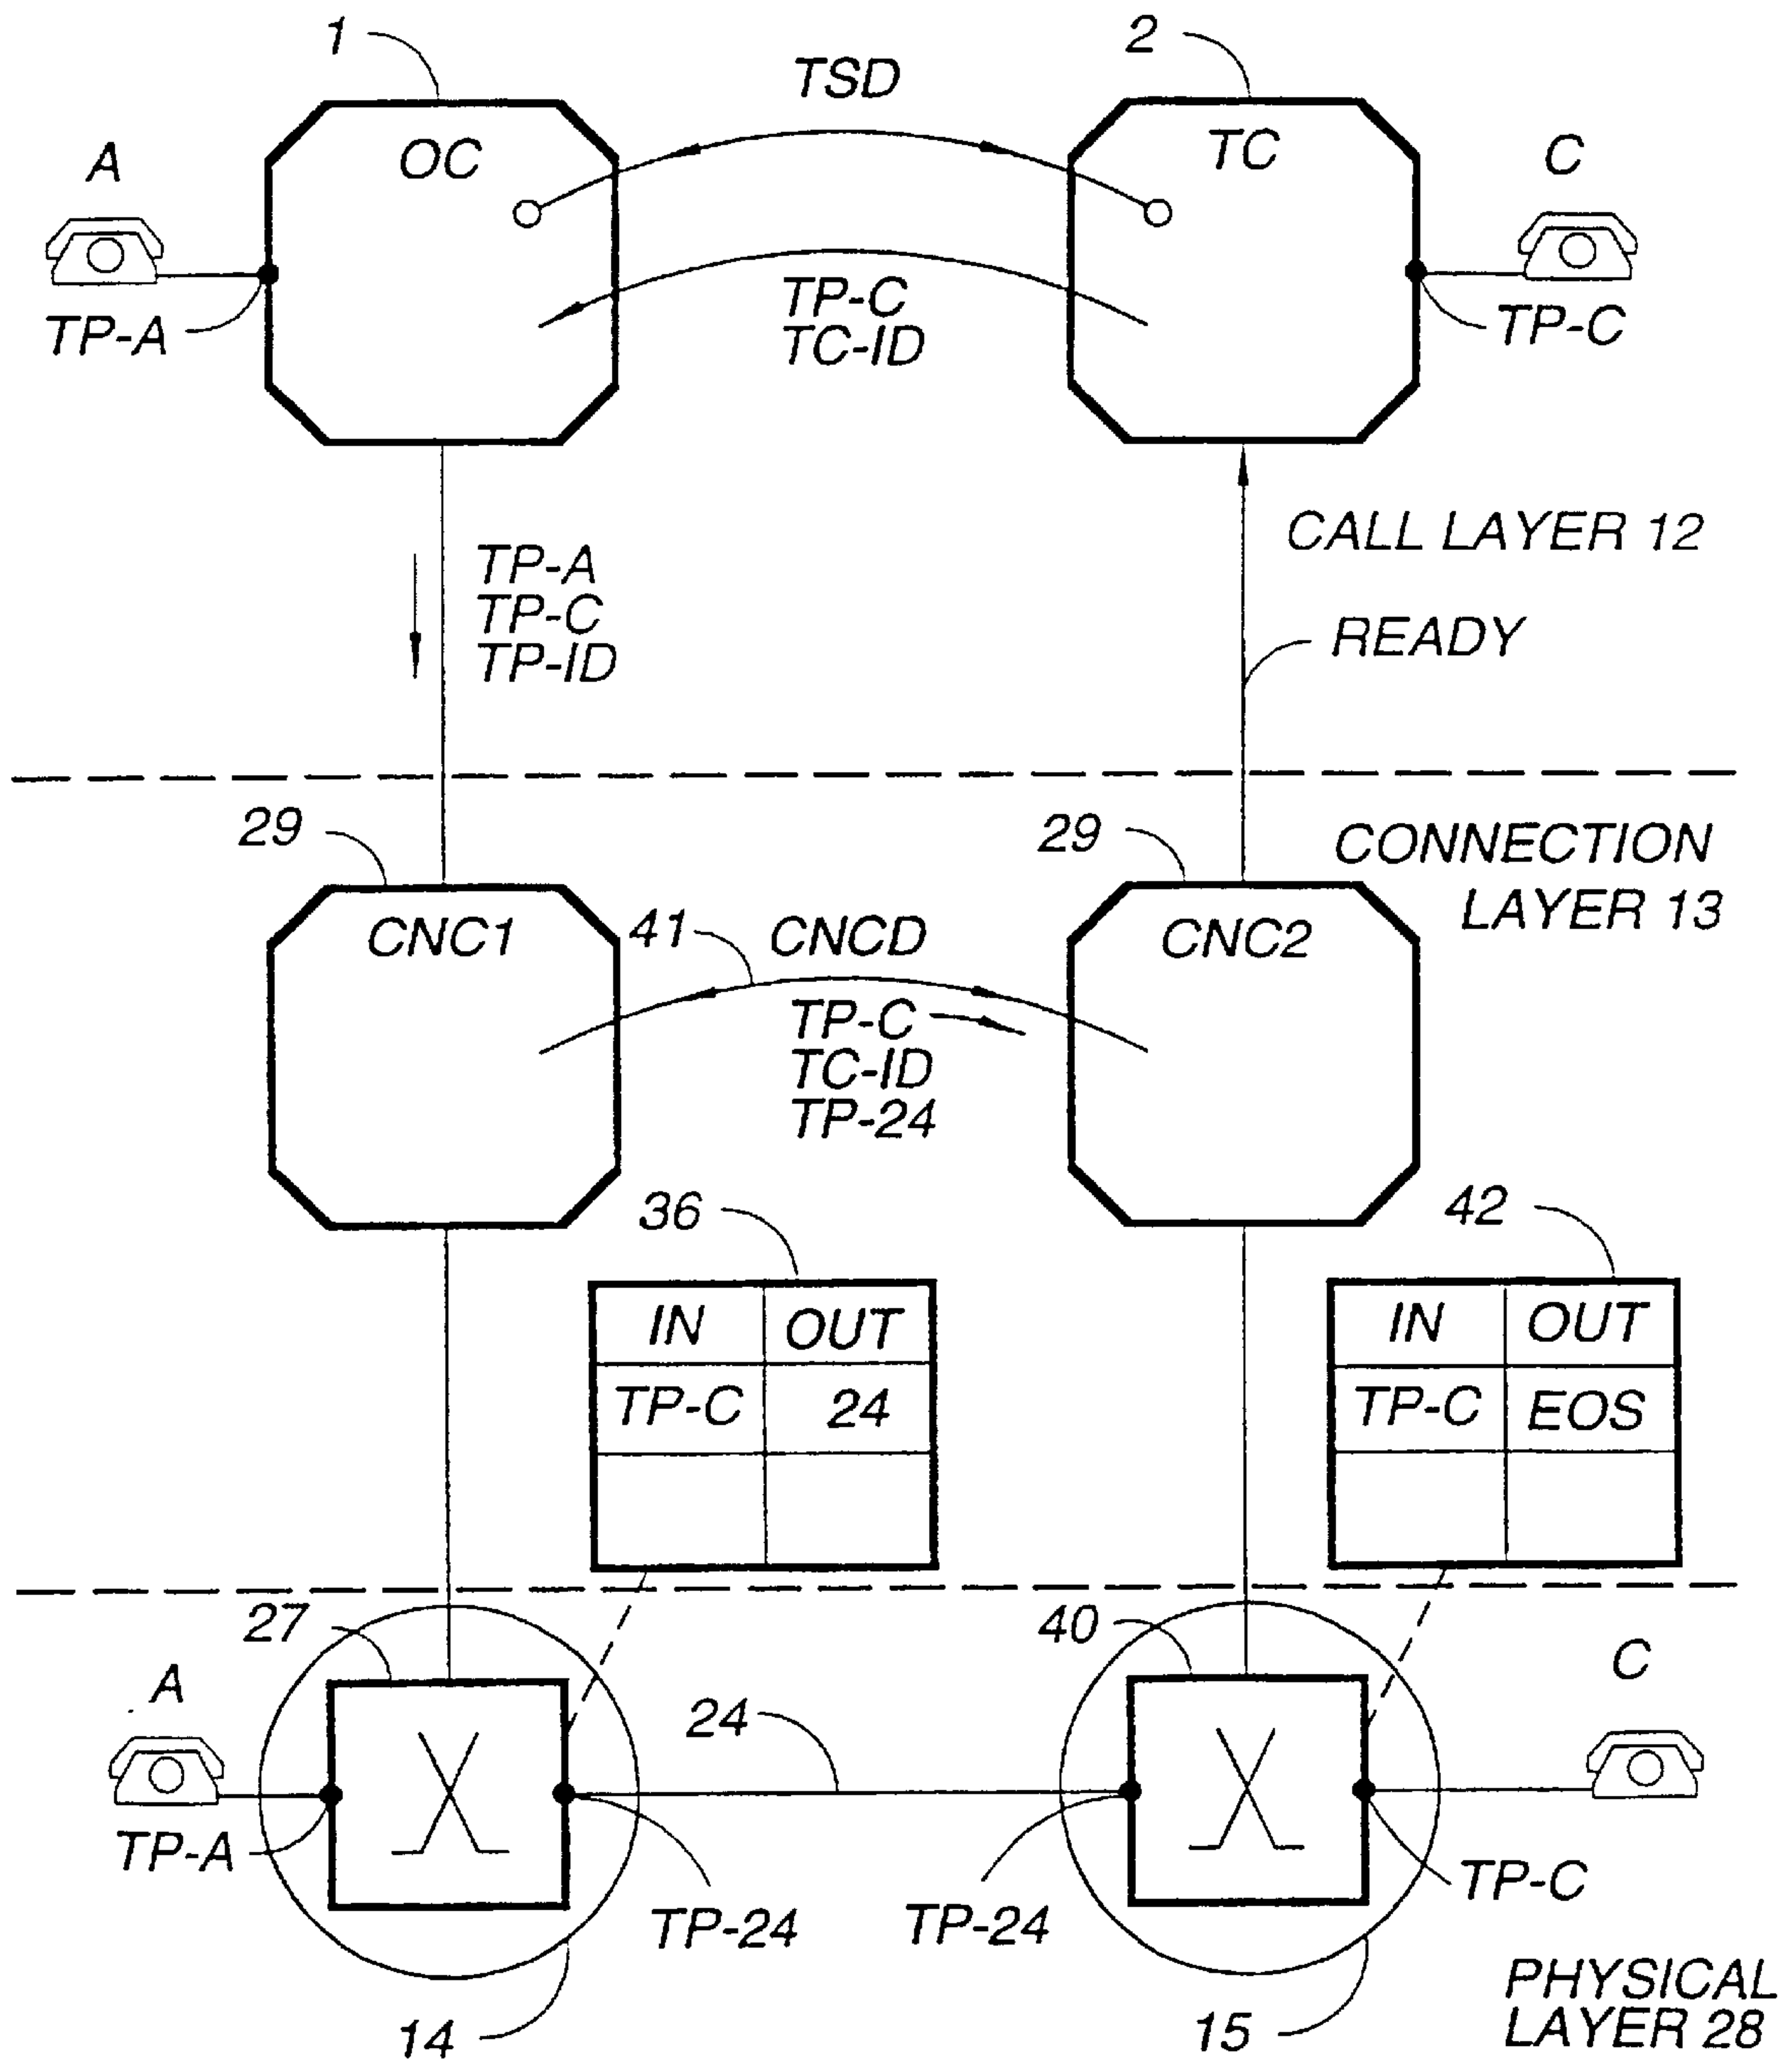 1
2
TSD
OC
TC
A
C
TP-A
TP-C
TC-ID
TP-C
CALL LAYER 12
TP-A
TP-C
TP-ID
READY
29
29
CONNECTION
LAYER 13
CNC1
41
CNCD
CNC2
TP-C
TC-ID
TP-24
36
42
IN OUT
TP-C 24
IN OUT
TP-C EOS
27
40
A
C
24
TP-A
TP-24
TP-24
TP-C
14
15
PHYSICAL
LAYER 28